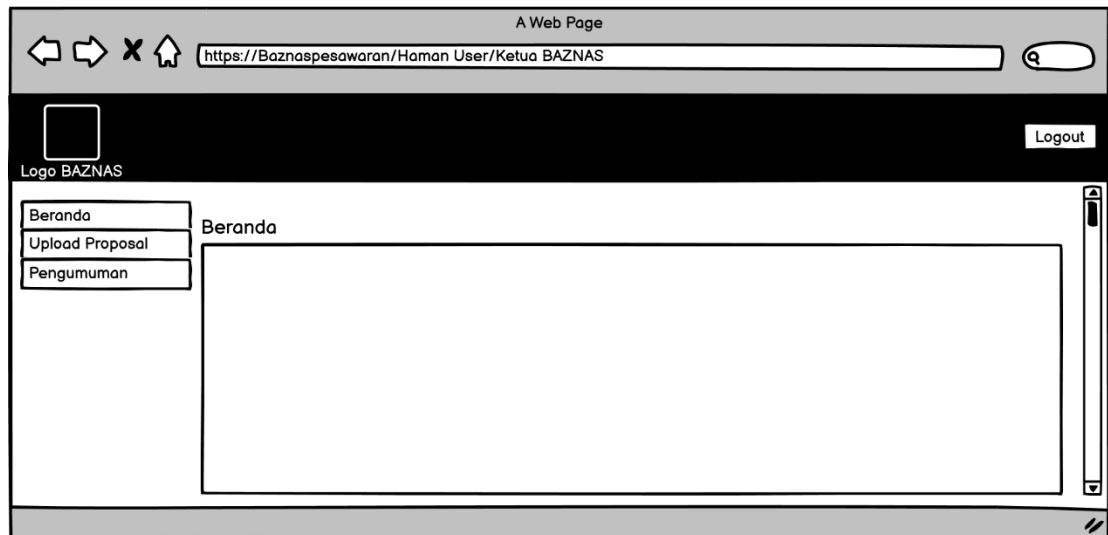 A Web Page
https://Baznaspesawaran/Haman User/Ketua BAZNAS
Logout
Logo BAZNAS
Beranda
Upload Proposal
Pengumuman
Beranda